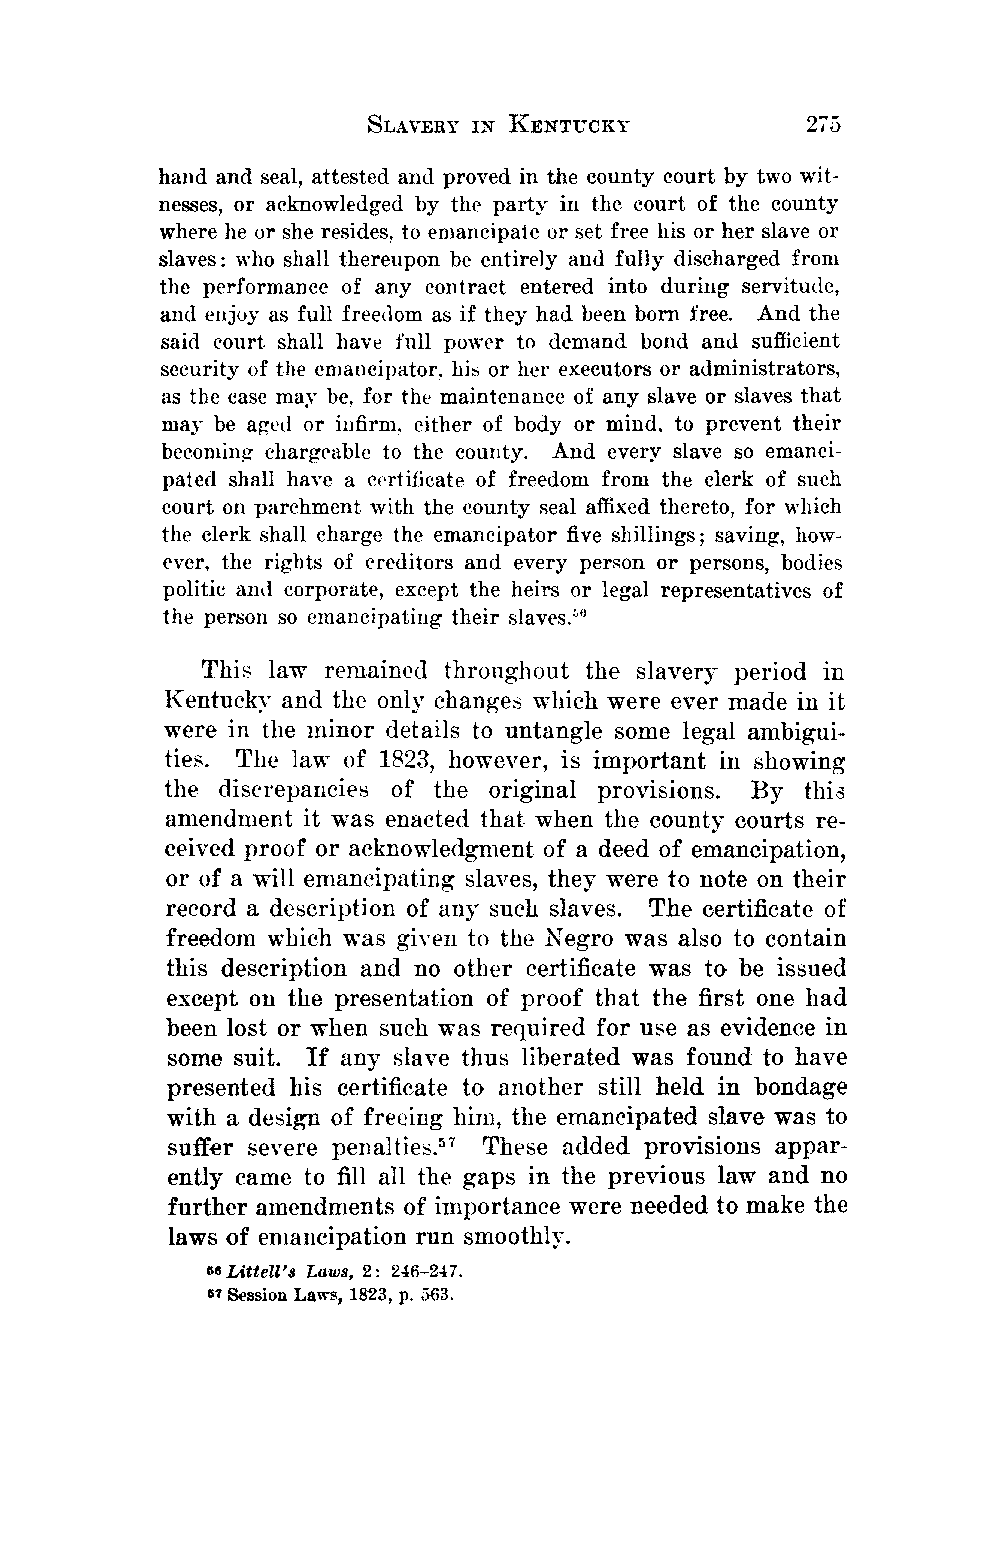 SLAVERY IN KENTUCKY 275
hand and seal, attested and proved in the county court by two wit-
nesses, or acknowledged by the party in the court of the county
where he or she resides, to emancipate or set free his or her slave or
slaves: who shall thereupon be entirely and fully discharged from
the performance of any contract entered into during servitude,
and enjoy as full freedom as if they had been born free. And the
said court shall have full power to demand bond and sufficient
security of the emancipator, his or her executors or administrators,
as the case may be, for the maintenance of any slave or slaves that
may be aged or infirm, either of body or mind, to prevent their
becoming chargeable to the county. And every slave so emanci-
pated shall have a certificate of freedom from the clerk of such
court on parchment with the county seal affixed thereto, for which
the clerk shall charge the emancipator five shillings; saving, how-
ever, the rights of creditors and every person or persons, bodies
politic and corporate, except the heirs or legal representatives of
the person so emancipating their slaves.⁵⁶
This law remained throughout the slavery period in
Kentucky and the only changes which were ever made in it
were in the minor details to untangle some legal ambigui-
ties. The law of 1823, however, is important in showing
the discrepancies of the original provisions. By this
amendment it was enacted that when the county courts re-
ceived proof or acknowledgment of a deed of emancipation,
or of a will emancipating slaves, they were to note on their
record a description of any such slaves. The certificate of
freedom which was given to the Negro was also to contain
this description and no other certificate was to be issued
except on the presentation of proof that the first one had
been lost or when such was required for use as evidence in
some suit. If any slave thus liberated was found to have
presented his certificate to another still held in bondage
with a design of freeing him, the emancipated slave was to
suffer severe penalties.⁵⁷ These added provisions appar-
ently came to fill all the gaps in the previous law and no
further amendments of importance were needed to make the
laws of emancipation run smoothly.
⁵⁶ Littell's Laws, 2: 246-247.
⁵⁷ Session Laws, 1823, p. 563.